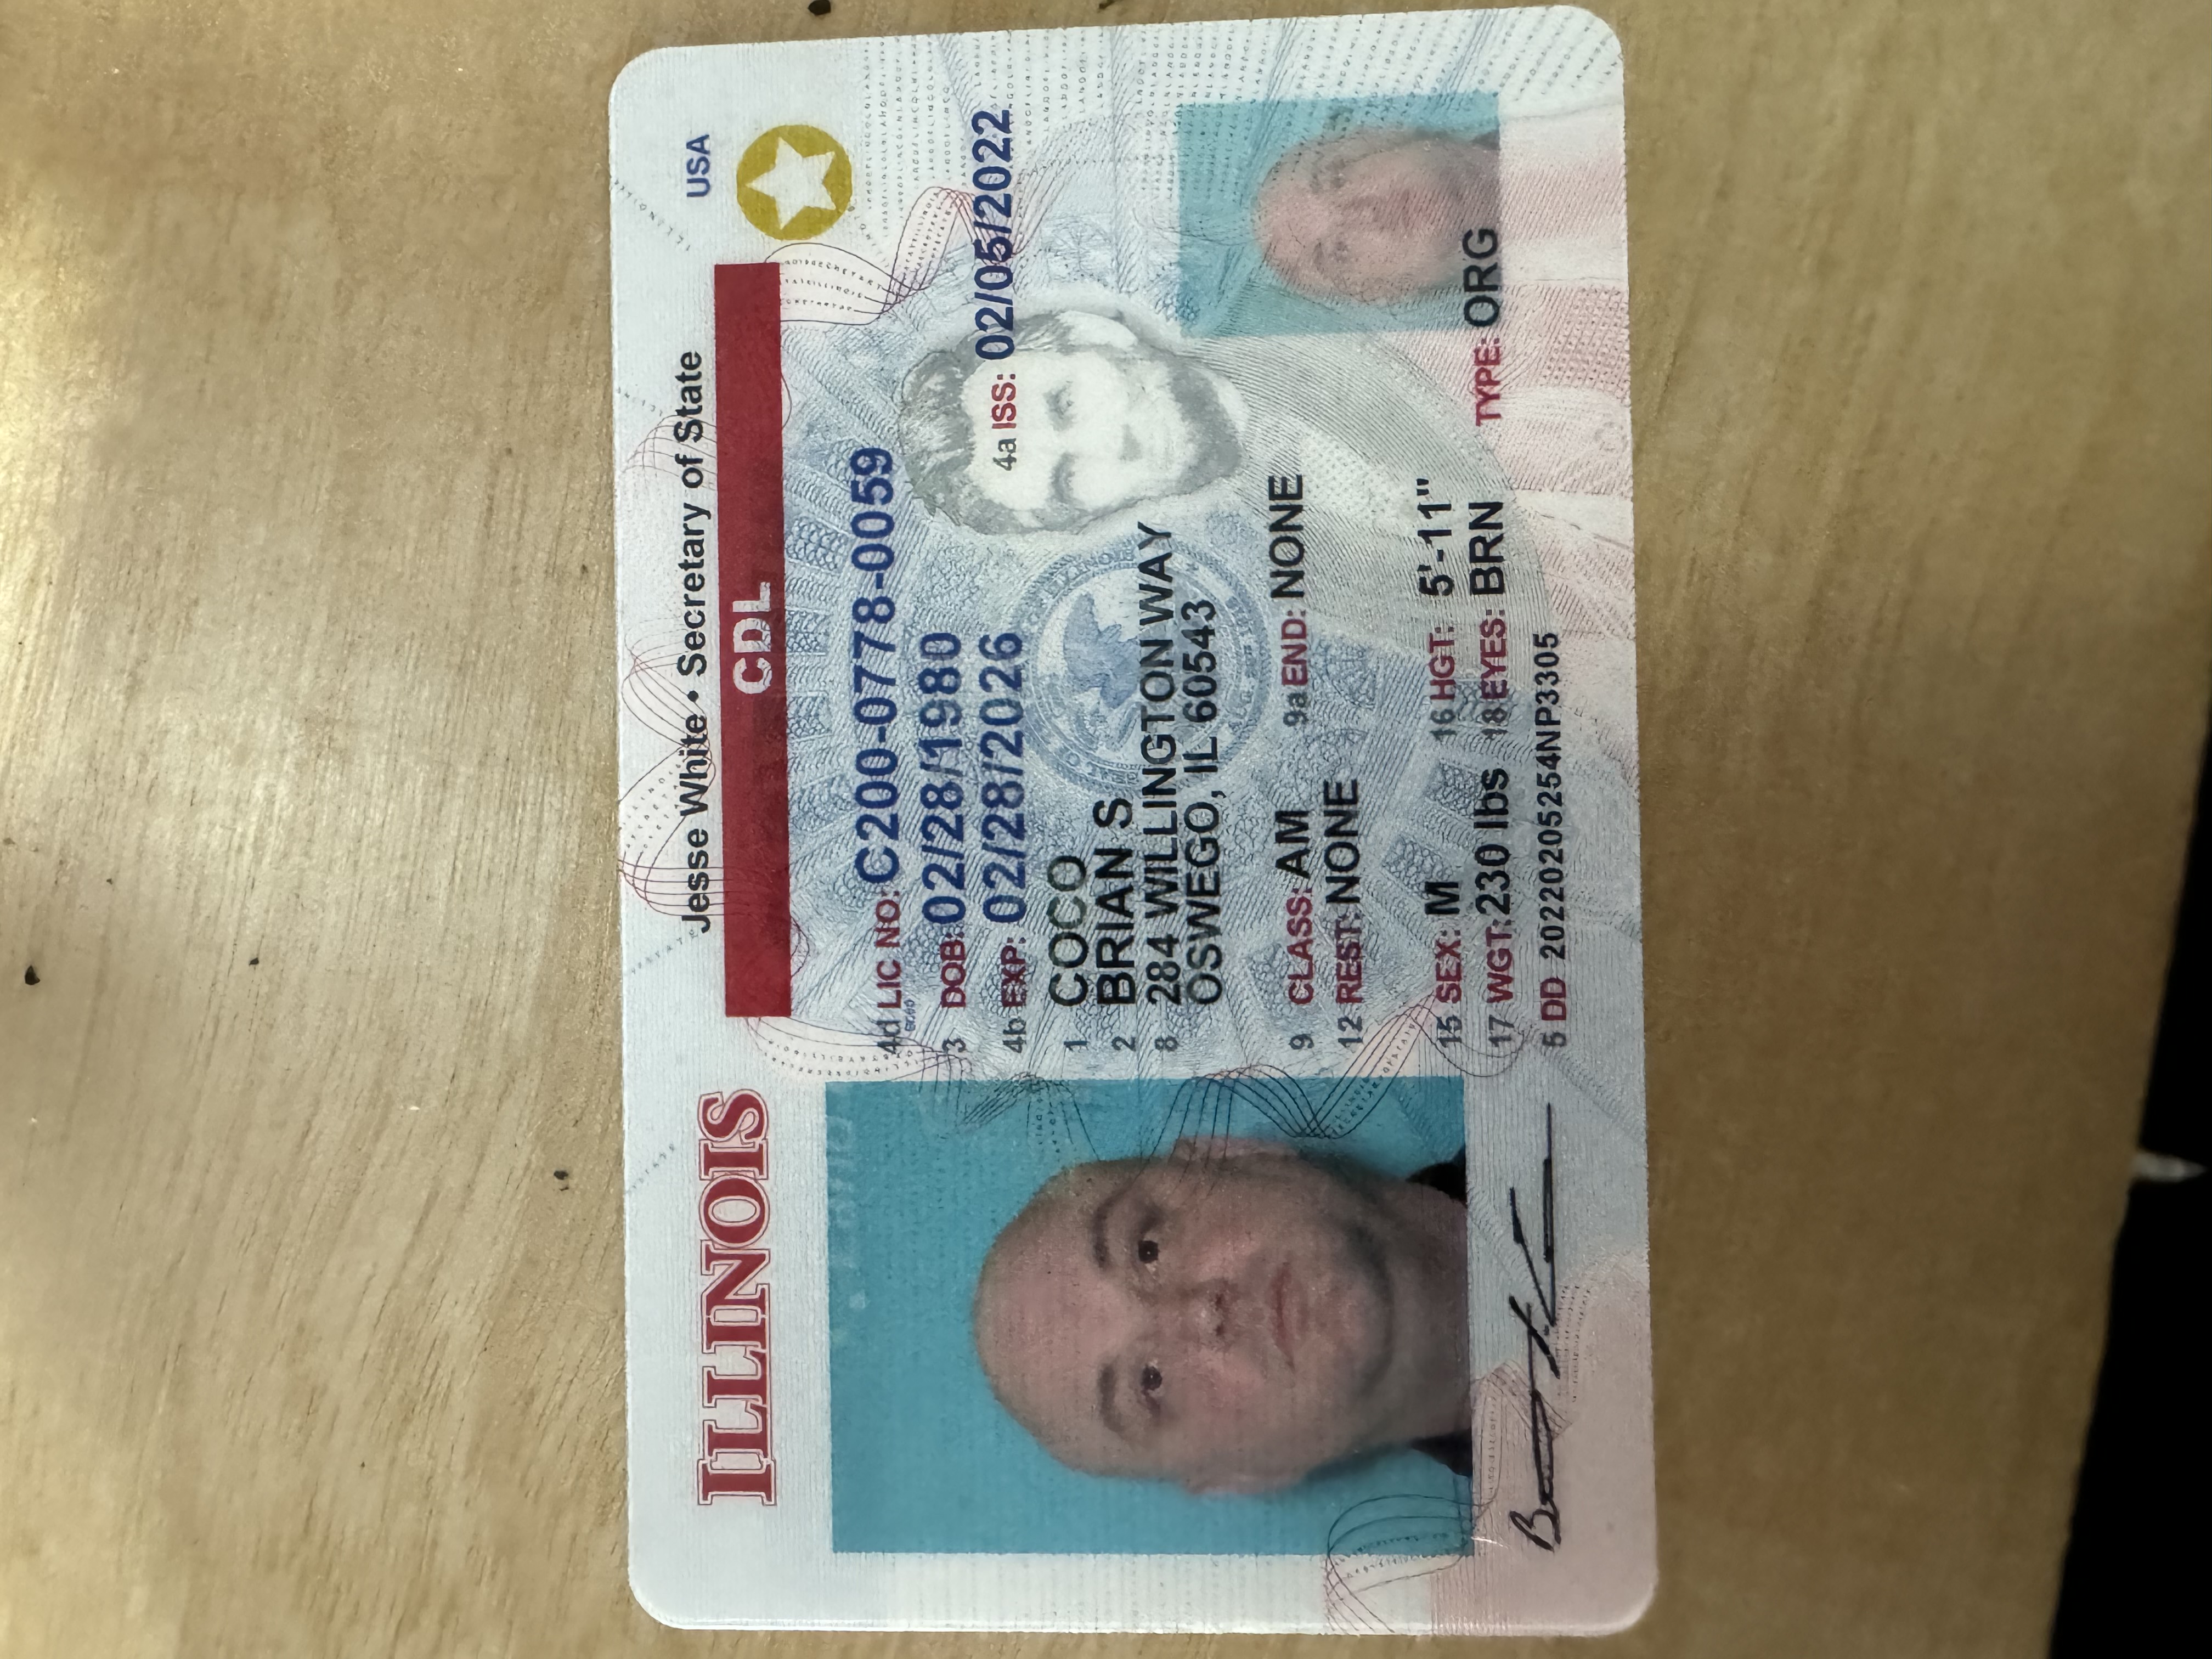 ILLINOIS
Jesse White • Secretary of State
USA
CDL
4d LIC NO: C200-0778-0059
3 DOB: 02/28/1980
4b EXP: 02/28/2026
4a ISS: 02/05/2022
1 COCO
2 BRIAN S
8 284 WILLINGTON WAY
OSWEGO, IL 60543
9 CLASS: AM 9a END: NONE
12 REST: NONE
15 SEX: M 16 HGT: 5'-11"
17 WGT: 230 lbs 18 EYES: BRN TYPE: ORG
5 DD 20220205254NP3305